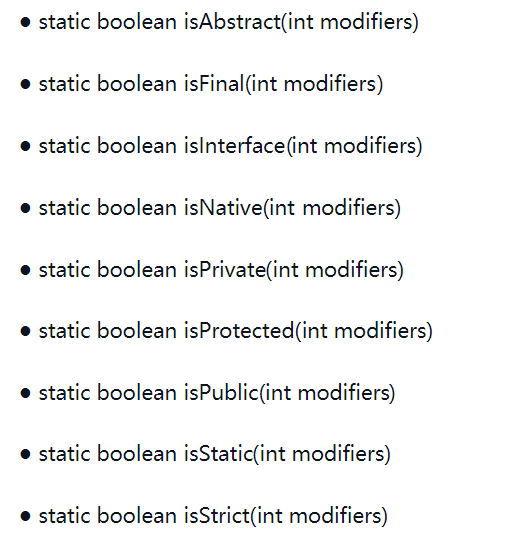 ● static boolean isAbstract(int modifiers)
● static boolean isFinal(int modifiers)
● static boolean isInterface(int modifiers)
● static boolean isNative(int modifiers)
● static boolean isPrivate(int modifiers)
● static boolean isProtected(int modifiers)
● static boolean isPublic(int modifiers)
● static boolean isStatic(int modifiers)
● static boolean isStrict(int modifiers)